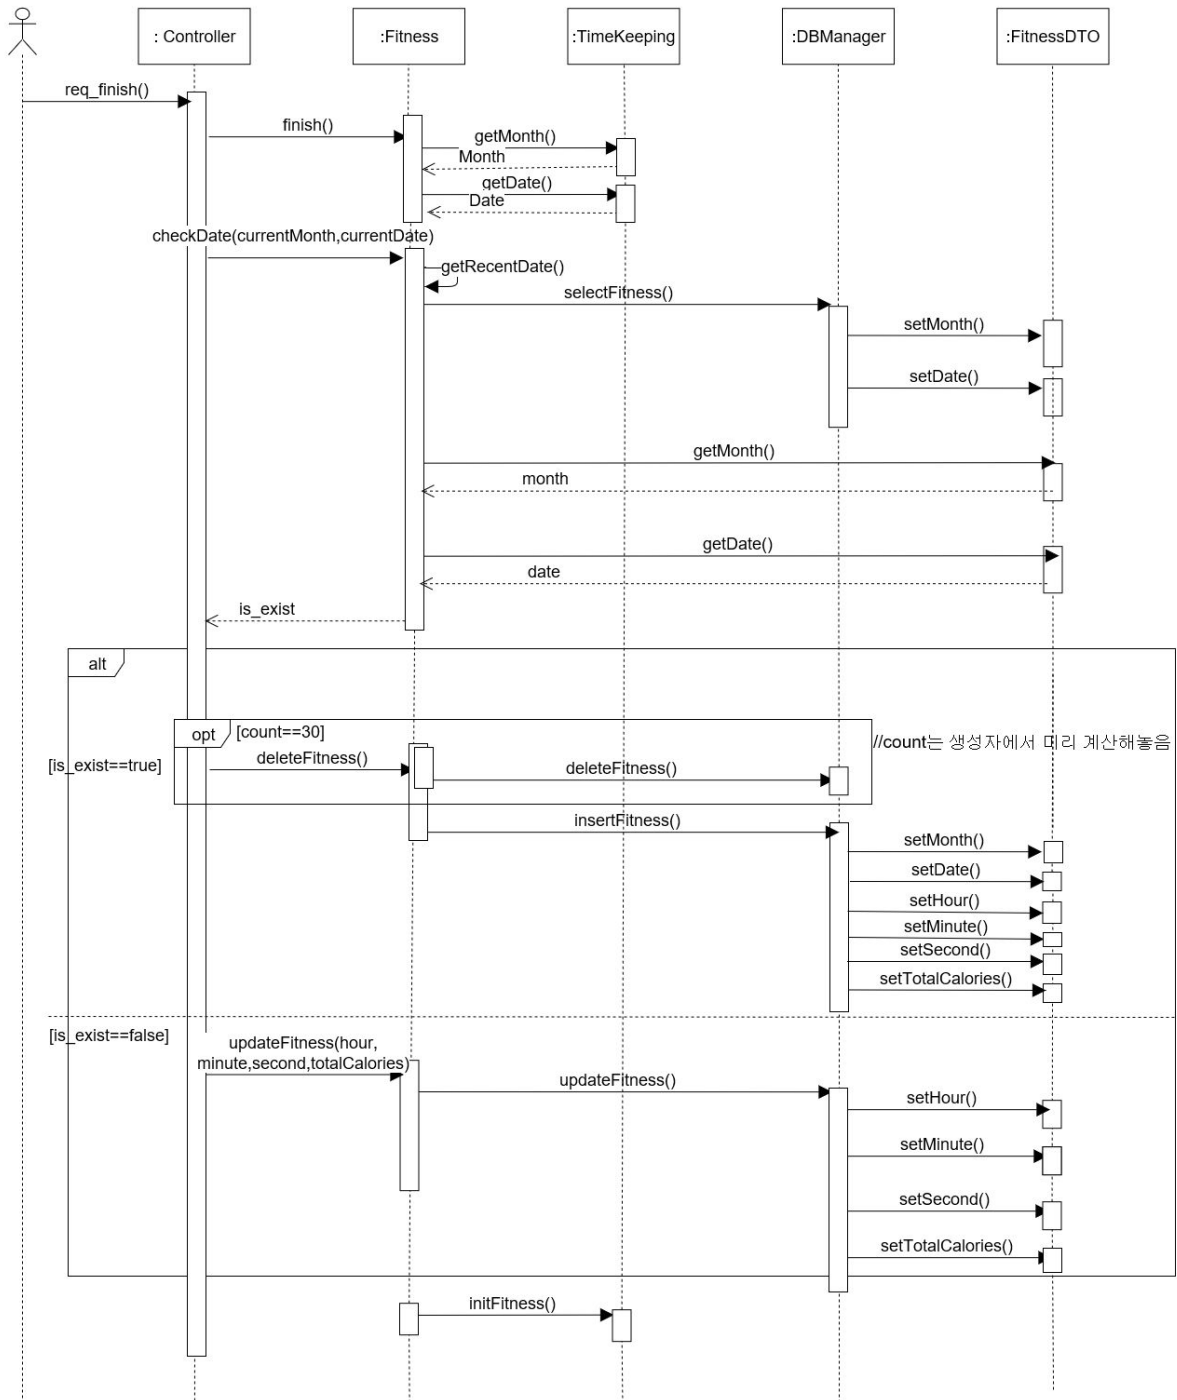 : Controller
:Fitness
:TimeKeeping
:DBManager
:FitnessDTO
req_finish()
finish()
getMonth()
Month
getDate()
Date
checkDate(currentMonth,currentDate)
getRecentDate()
selectFitness()
setMonth()
setDate()
getMonth()
month
getDate()
date
is_exist
alt
opt
[count==30]
//count는 생성자에서 미리 계산해놓음
[is_exist==true]
deleteFitness()
deleteFitness()
insertFitness()
setMonth()
setDate()
setHour()
setMinute()
setSecond()
setTotalCalories()
[is_exist==false]
updateFitness(hour,
minute,second,totalCalories)
updateFitness()
setHour()
setMinute()
setSecond()
setTotalCalories()
initFitness()